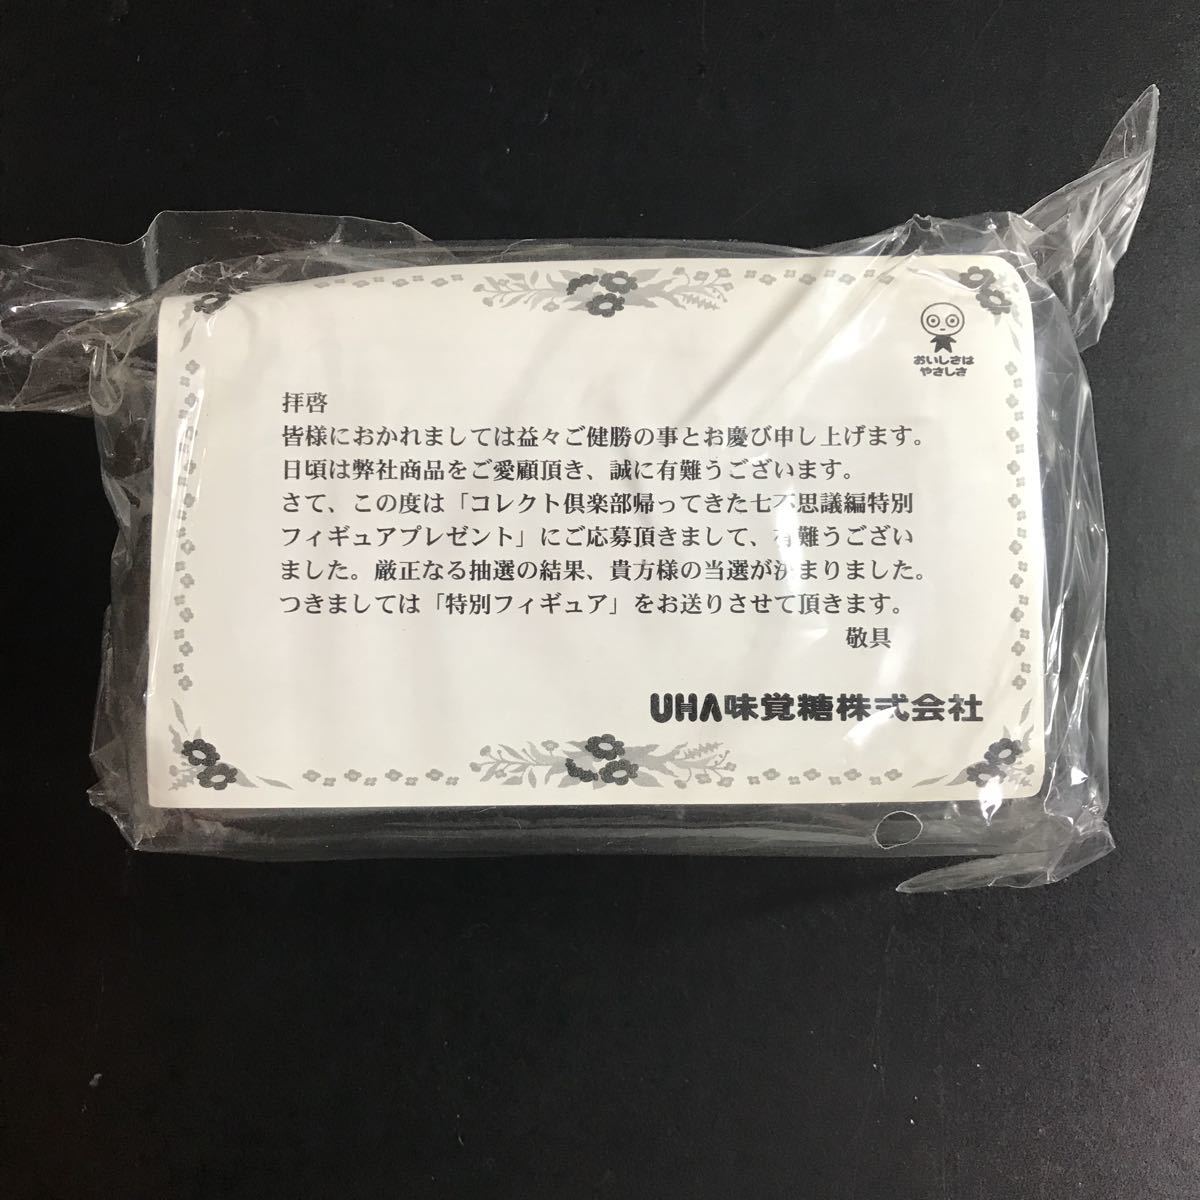 おいしさは
やさしさ
拝啓
皆様におかれましては益々ご健勝の事とお慶び申し上げます。
日頃は弊社商品をご愛顧頂き、誠に有難うございます。
さて、この度は「コレクト倶楽部帰ってきた七不思議編特別
フィギュアプレゼント」にご応募頂きまして、有難うござい
ました。厳正なる抽選の結果、貴方様の当選が決まりました。
つきましては「特別フィギュア」をお送りさせて頂きます。
敬具
UHA味覚糖株式会社